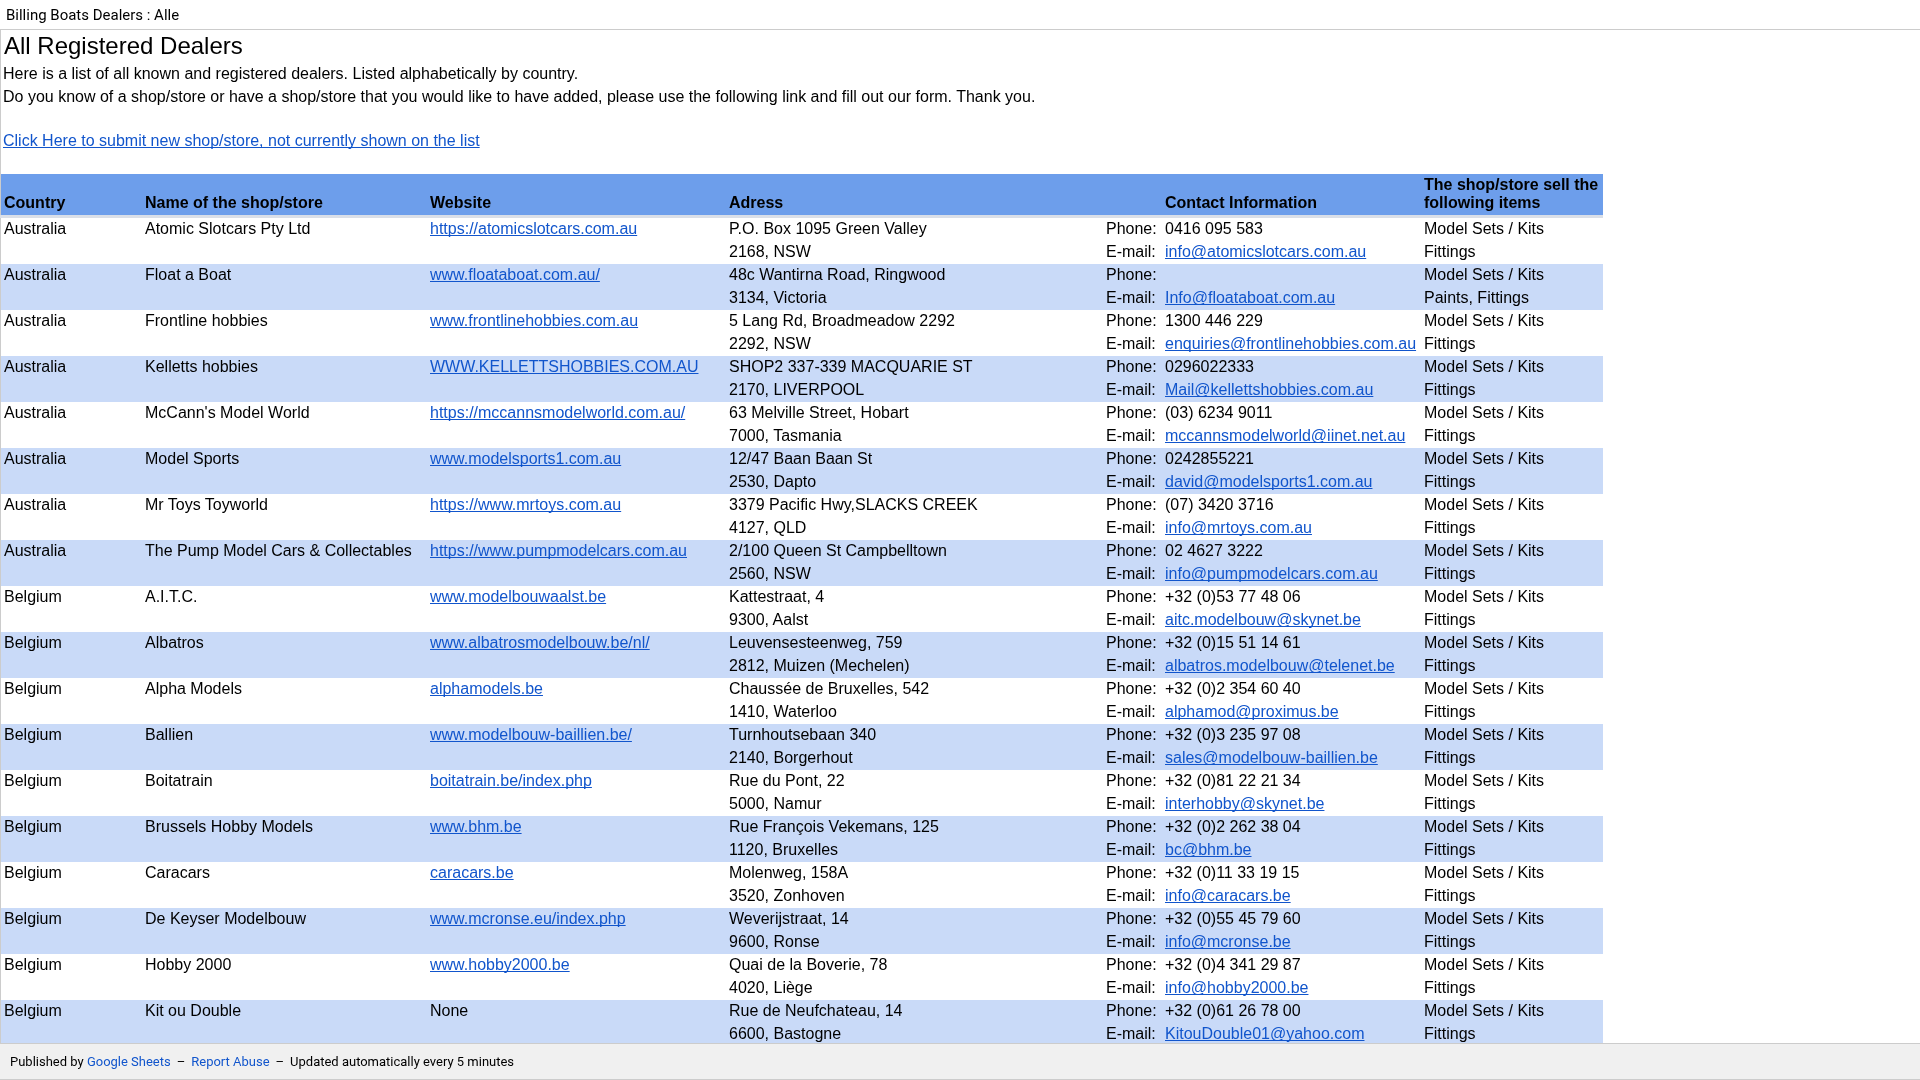 Billing Boats Dealers : Alle
All Registered Dealers
Here is a list of all known and registered dealers. Listed alphabetically by country.
Do you know of a shop/store or have a shop/store that you would like to have added, please use the following link and fill out our form. Thank you.
Click Here to submit new shop/store, not currently shown on the list
The shop/store sell the
Country Name of the shop/store Website Adress Contact Information following items
Australia Atomic Slotcars Pty Ltd https://atomicslotcars.com.au P.O. Box 1095 Green Valley Phone: 0416 095 583 Model Sets / Kits
2168, NSW E-mail: info@atomicslotcars.com.au Fittings
Australia Float a Boat www.floataboat.com.au/ 48c Wantirna Road, Ringwood Phone: Model Sets / Kits
3134, Victoria E-mail: Info@floataboat.com.au Paints, Fittings
Australia Frontline hobbies www.frontlinehobbies.com.au 5 Lang Rd, Broadmeadow 2292 Phone: 1300 446 229 Model Sets / Kits
2292, NSW E-mail: enquiries@frontlinehobbies.com.au Fittings
Australia Kelletts hobbies WWW.KELLETTSHOBBIES.COM.AU SHOP2 337-339 MACQUARIE ST Phone: 0296022333 Model Sets / Kits
2170, LIVERPOOL E-mail: Mail@kellettshobbies.com.au Fittings
Australia McCann's Model World https://mccannsmodelworld.com.au/ 63 Melville Street, Hobart Phone: (03) 6234 9011 Model Sets / Kits
7000, Tasmania E-mail: mccannsmodelworld@iinet.net.au Fittings
Australia Model Sports www.modelsports1.com.au 12/47 Baan Baan St Phone: 0242855221 Model Sets / Kits
2530, Dapto E-mail: david@modelsports1.com.au Fittings
Australia Mr Toys Toyworld https://www.mrtoys.com.au 3379 Pacific Hwy,SLACKS CREEK Phone: (07) 3420 3716 Model Sets / Kits
4127, QLD E-mail: info@mrtoys.com.au Fittings
Australia The Pump Model Cars & Collectables https://www.pumpmodelcars.com.au 2/100 Queen St Campbelltown Phone: 02 4627 3222 Model Sets / Kits
2560, NSW E-mail: info@pumpmodelcars.com.au Fittings
Belgium A.I.T.C. www.modelbouwaalst.be Kattestraat, 4 Phone: +32 (0)53 77 48 06 Model Sets / Kits
9300, Aalst E-mail: aitc.modelbouw@skynet.be Fittings
Belgium Albatros www.albatrosmodelbouw.be/nl/ Leuvensesteenweg, 759 Phone: +32 (0)15 51 14 61 Model Sets / Kits
2812, Muizen (Mechelen) E-mail: albatros.modelbouw@telenet.be Fittings
Belgium Alpha Models alphamodels.be Chaussée de Bruxelles, 542 Phone: +32 (0)2 354 60 40 Model Sets / Kits
1410, Waterloo E-mail: alphamod@proximus.be Fittings
Belgium Ballien www.modelbouw-baillien.be/ Turnhoutsebaan 340 Phone: +32 (0)3 235 97 08 Model Sets / Kits
2140, Borgerhout E-mail: sales@modelbouw-baillien.be Fittings
Belgium Boitatrain boitatrain.be/index.php Rue du Pont, 22 Phone: +32 (0)81 22 21 34 Model Sets / Kits
5000, Namur E-mail: interhobby@skynet.be Fittings
Belgium Brussels Hobby Models www.bhm.be Rue François Vekemans, 125 Phone: +32 (0)2 262 38 04 Model Sets / Kits
1120, Bruxelles E-mail: bc@bhm.be Fittings
Belgium Caracars caracars.be Molenweg, 158A Phone: +32 (0)11 33 19 15 Model Sets / Kits
3520, Zonhoven E-mail: info@caracars.be Fittings
Belgium De Keyser Modelbouw www.mcronse.eu/index.php Weverijstraat, 14 Phone: +32 (0)55 45 79 60 Model Sets / Kits
9600, Ronse E-mail: info@mcronse.be Fittings
Belgium Hobby 2000 www.hobby2000.be Quai de la Boverie, 78 Phone: +32 (0)4 341 29 87 Model Sets / Kits
4020, Liège E-mail: info@hobby2000.be Fittings
Belgium Kit ou Double None Rue de Neufchateau, 14 Phone: +32 (0)61 26 78 00 Model Sets / Kits
6600, Bastogne E-mail: KitouDouble01@yahoo.com Fittings
Published by Google Sheets – Report Abuse – Updated automatically every 5 minutes